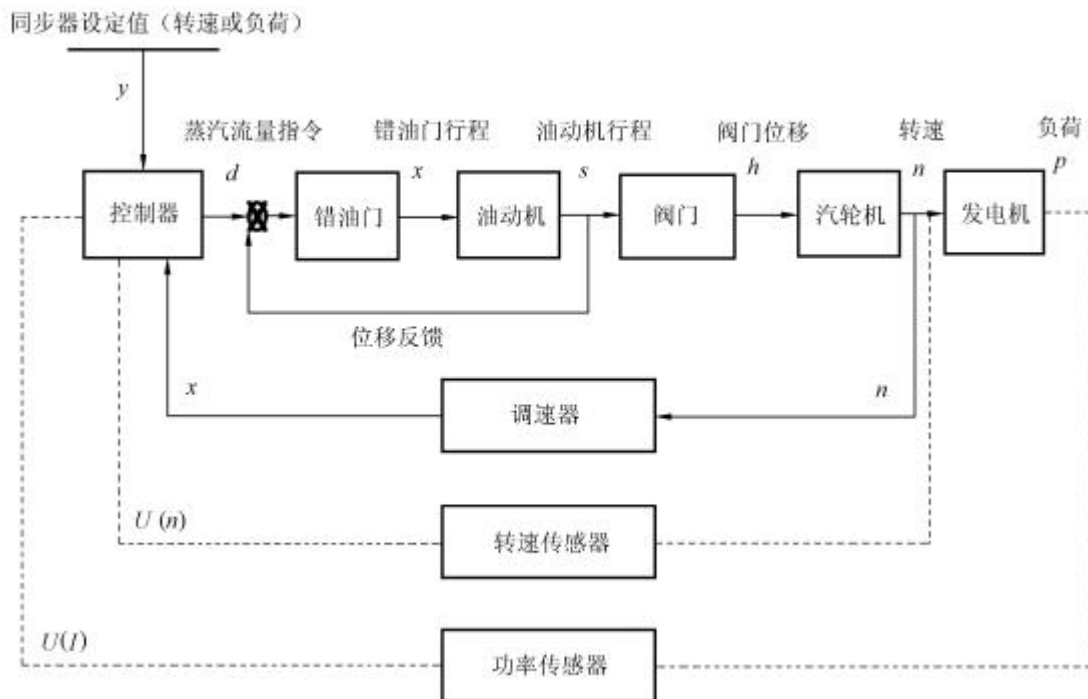 同步器设定值（转速或负荷）
y
蒸汽流量指令
错油门行程
油动机行程
阀门位移
转速
负荷
d
x
s
h
n
p
控制器
错油门
油动机
阀门
汽轮机
发电机
位移反馈
x
调速器
n
U (n)
转速传感器
U(I)
功率传感器